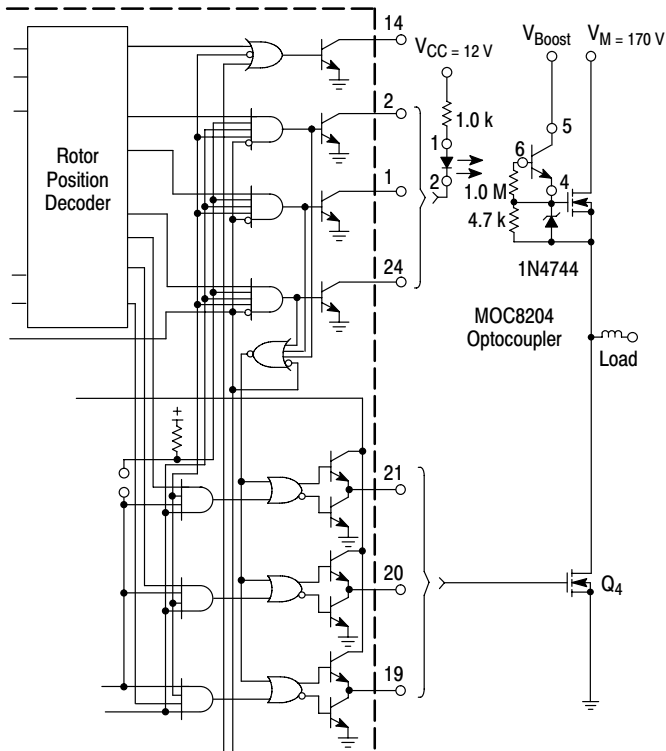 14
V_CC = 12 V
V_Boost
V_M = 170 V
2
1.0 k
1
5
6
Rotor
Position
Decoder
1
2
1.0 M
4
4.7 k
24
1N4744
MOC8204
Optocoupler
Load
+
21
20
Q_4
19